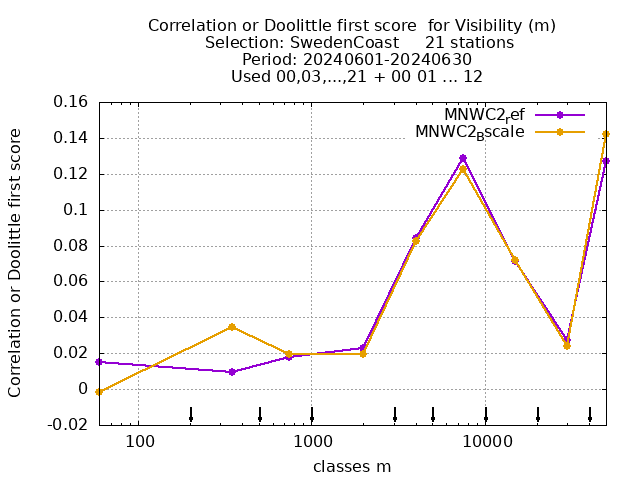 Correlation or Doolittle first score  for Visibility (m)
Selection: SwedenCoast     21 stations
Period: 20240601-20240630
Used 00,03,...,21 + 00 01 ... 12
MNWC2ref
MNWC2Bscale
Correlation or Doolittle first score
0.16
0.14
0.12
0.1
0.08
0.06
0.04
0.02
0
-0.02
100
1000
10000
classes m